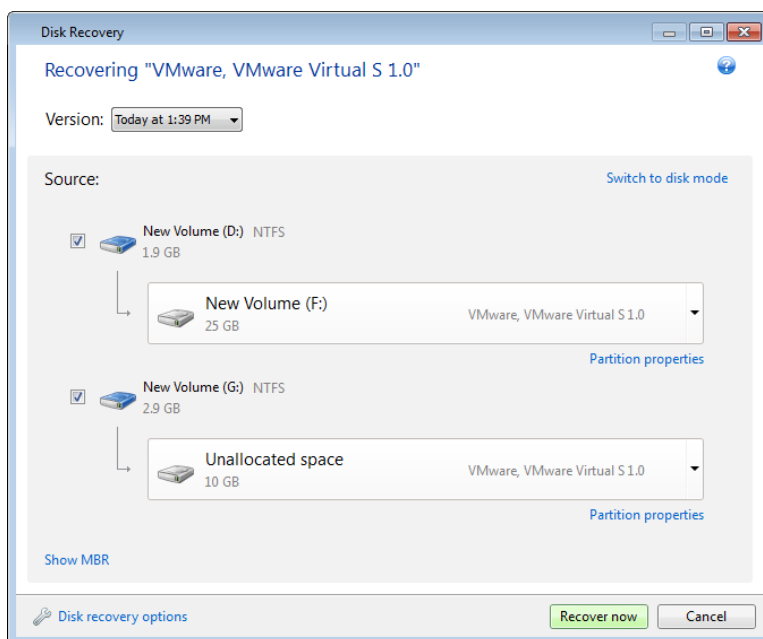 Disk Recovery
Recovering "VMware, VMware Virtual S 1.0"
Version: Today at 1:39 PM
Source:
Switch to disk mode
New Volume (D:) NTFS
1.9 GB
New Volume (F:)
25 GB
VMware, VMware Virtual S 1.0
Partition properties
New Volume (G:) NTFS
2.9 GB
Unallocated space
10 GB
VMware, VMware Virtual S 1.0
Partition properties
Show MBR
Disk recovery options
Recover now
Cancel